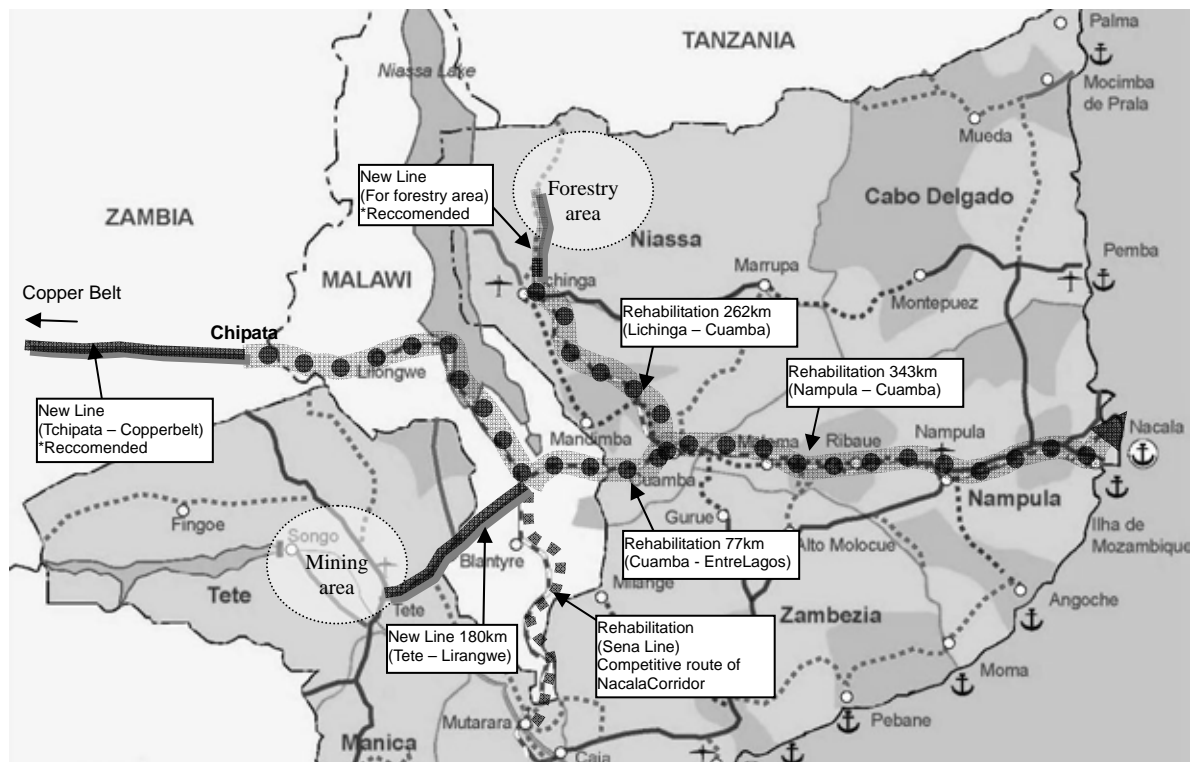 Palma
TANZANIA
Niassa Lake
Mocimba
de Prala
Mueda
New Line
(For forestry area)
*Reccomended
Forestry
area
Cabo Delgado
ZAMBIA
Niassa
Pemba
MALAWI
Marrupa
chinga
Montepuez
Copper Belt
Rehabilitation 262km
(Lichinga – Cuamba)
Chipata
Rehabilitation 343km
(Nampula – Cuamba)
Lilongwe
New Line
(Tchipata – Copperbelt)
*Reccomended
Mandimba
Ribaue
Nampula
Nacala
Cuamba
Nampula
Fingoe
Gurue
Ilha de
Mozambique
Songo
Mining
area
Blantyre
Rehabilitation 77km
(Cuamba - EntreLagos)
Alto Molocue
Tete
Tete
Milange
Angoche
Zambezia
New Line 180km
(Tete – Lirangwe)
Rehabilitation
(Sena Line)
Competitive route of
NacalaCorridor
Moma
Mutarara
Pebane
Manica
Caia